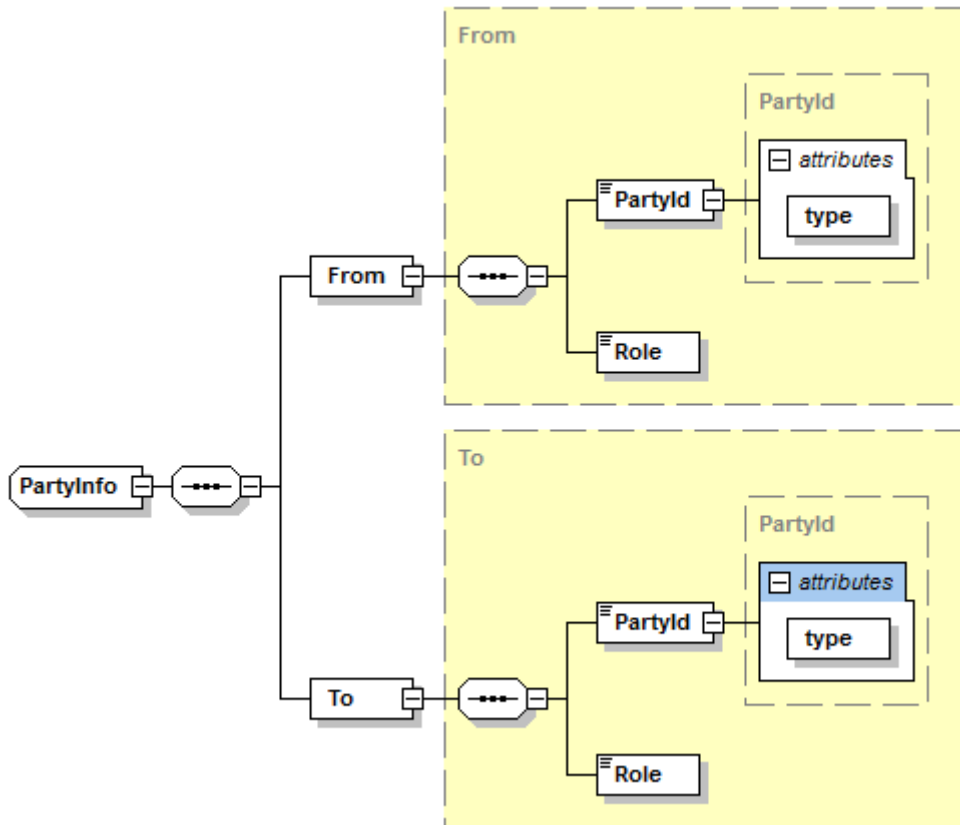 From
PartyId
attributes
PartyId
type
From
Role
To
PartyInfo
PartyId
attributes
PartyId
type
To
Role